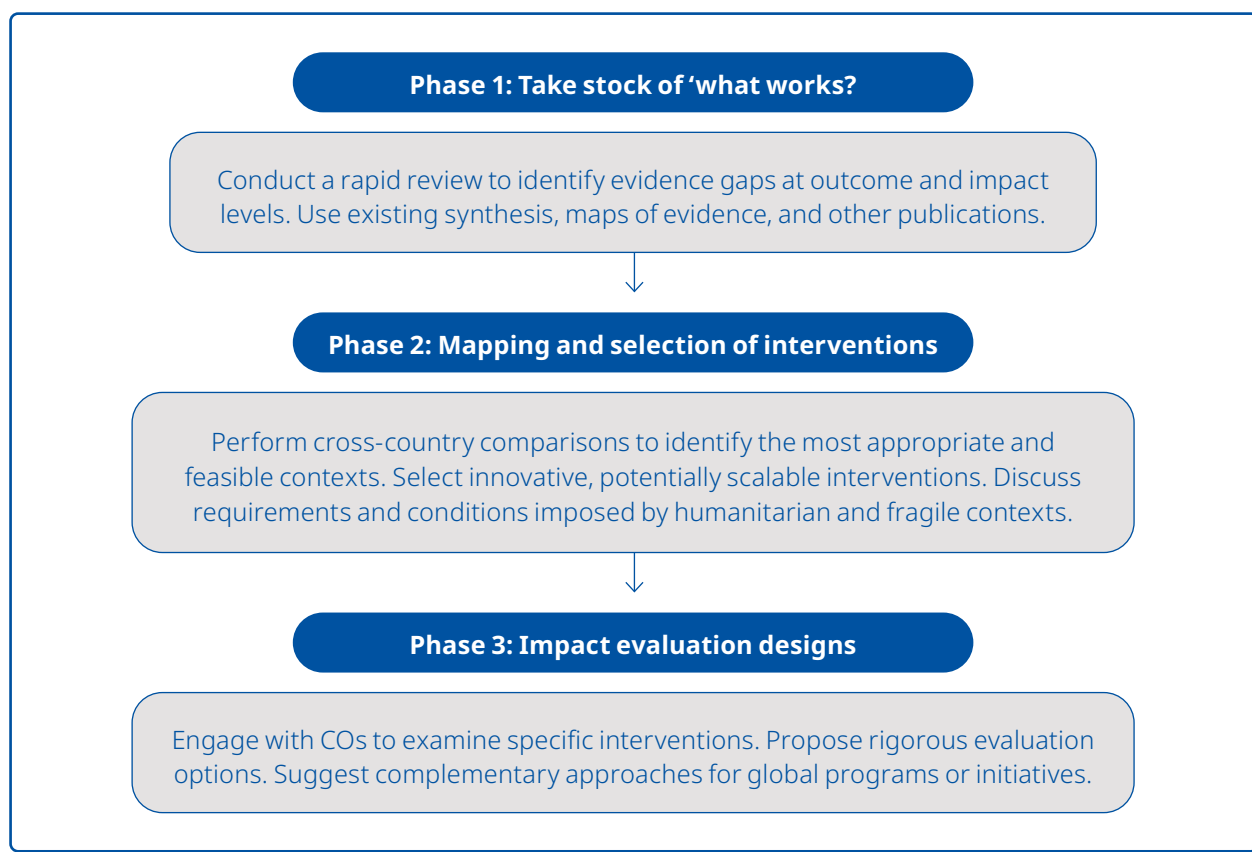 Phase 1: Take stock of ‘what works?
Conduct a rapid review to identify evidence gaps at outcome and impact
levels. Use existing synthesis, maps of evidence, and other publications.
Phase 2: Mapping and selection of interventions
Perform cross-country comparisons to identify the most appropriate and
feasible contexts. Select innovative, potentially scalable interventions. Discuss
requirements and conditions imposed by humanitarian and fragile contexts.
Phase 3: Impact evaluation designs
Engage with COs to examine specific interventions. Propose rigorous evaluation
options. Suggest complementary approaches for global programs or initiatives.